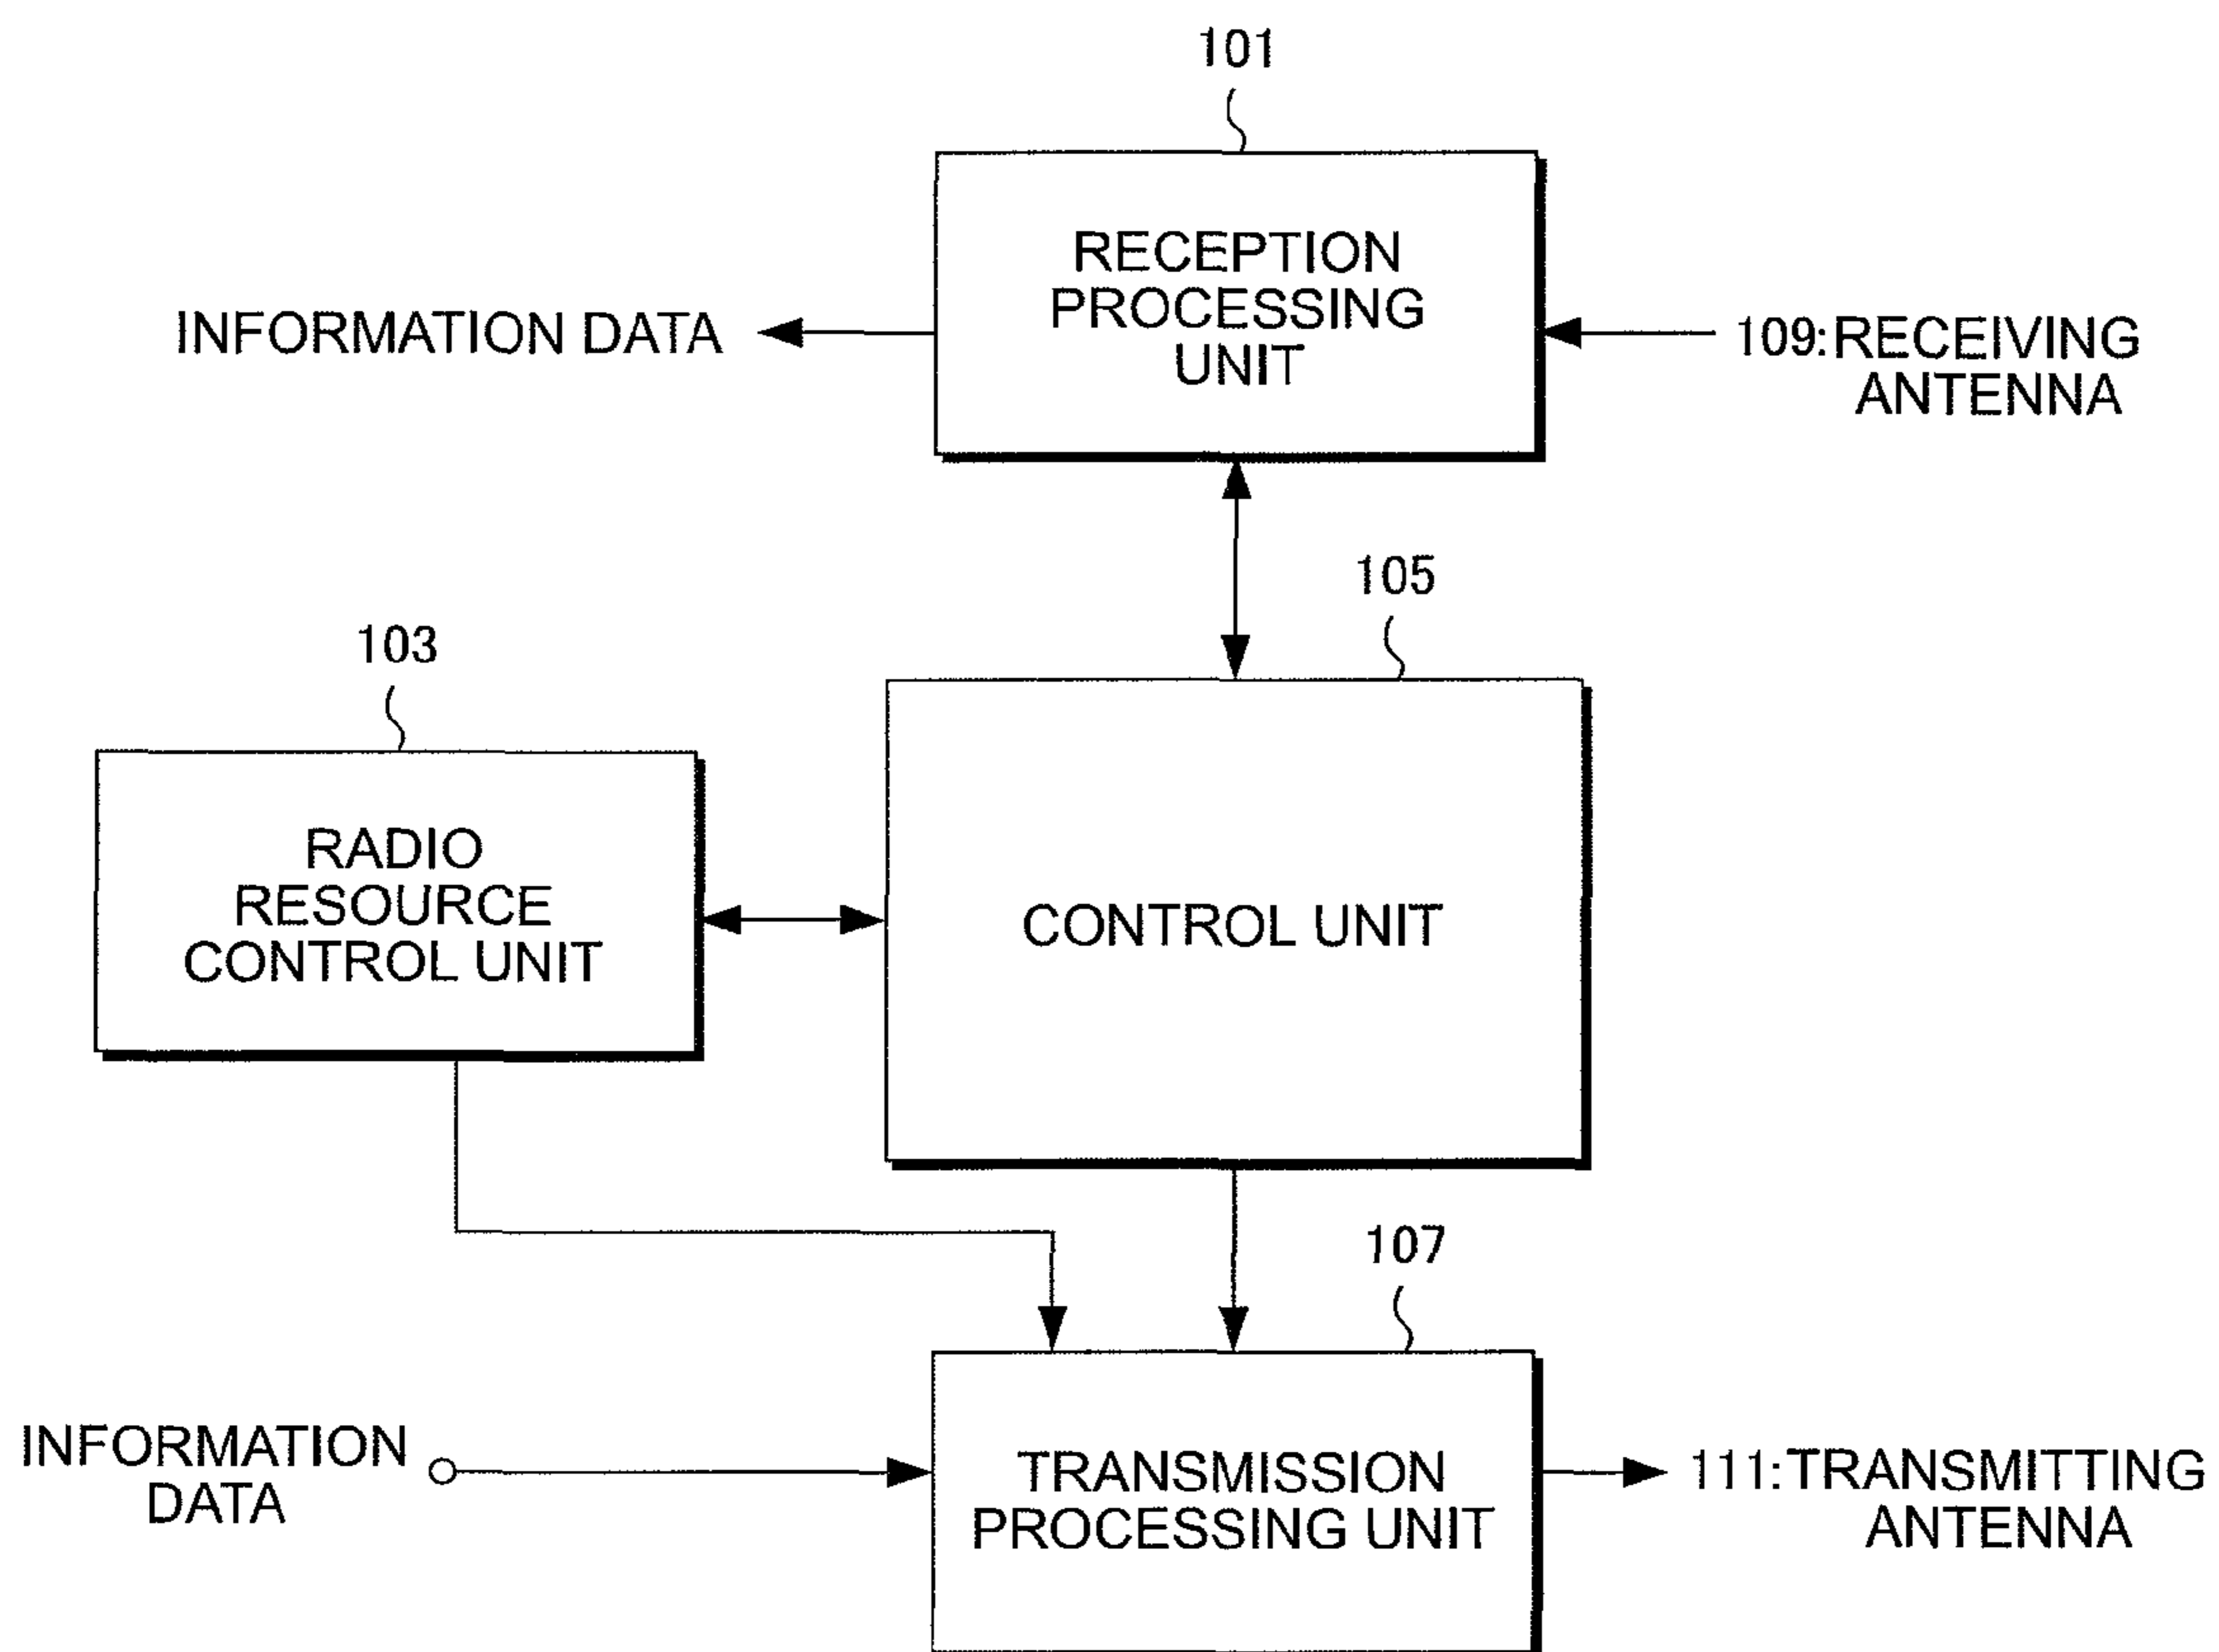 101
RECEPTION
PROCESSING
UNIT
INFORMATION DATA
109:RECEIVING
ANTENNA
105
103
RADIO
RESOURCE
CONTROL UNIT
CONTROL UNIT
107
INFORMATION
DATA
TRANSMISSION
PROCESSING UNIT
111:TRANSMITTING
ANTENNA